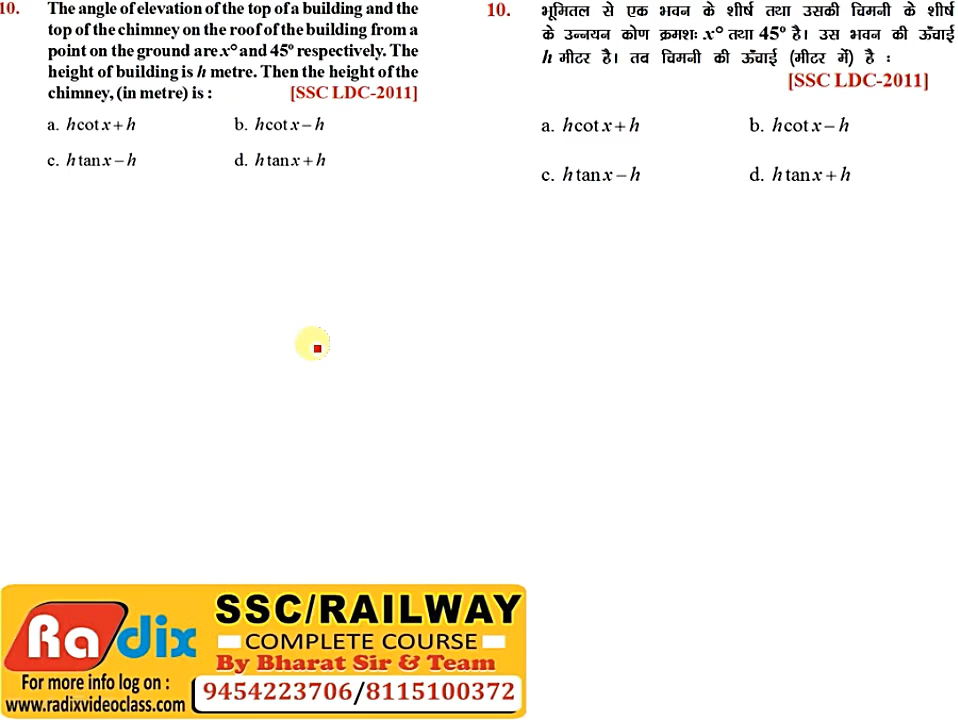 10. The angle of elevation of the top of a building and the
top of the chimney on the roof of the building from a
point on the ground are x° and 45° respectively. The
height of building is h metre. Then the height of the
chimney, (in metre) is : [SSC LDC-2011]
a. h cot x + h b. h cot x − h
c. h tan x − h d. h tan x + h
10. भूमितल से एक भवन के शीर्ष तथा उसकी चिमनी के शीर्ष
के उन्नयन कोण क्रमशः x° तथा 45° है। उस भवन की ऊँचाई
h मीटर है। तब चिमनी की ऊँचाई (मीटर में) है :
[SSC LDC-2011]
a. h cot x + h b. h cot x − h
c. h tan x − h d. h tan x + h
Radix
For more info log on :
www.radixvideoclass.com
SSC/RAILWAY
COMPLETE COURSE
By Bharat Sir & Team
9454223706/8115100372